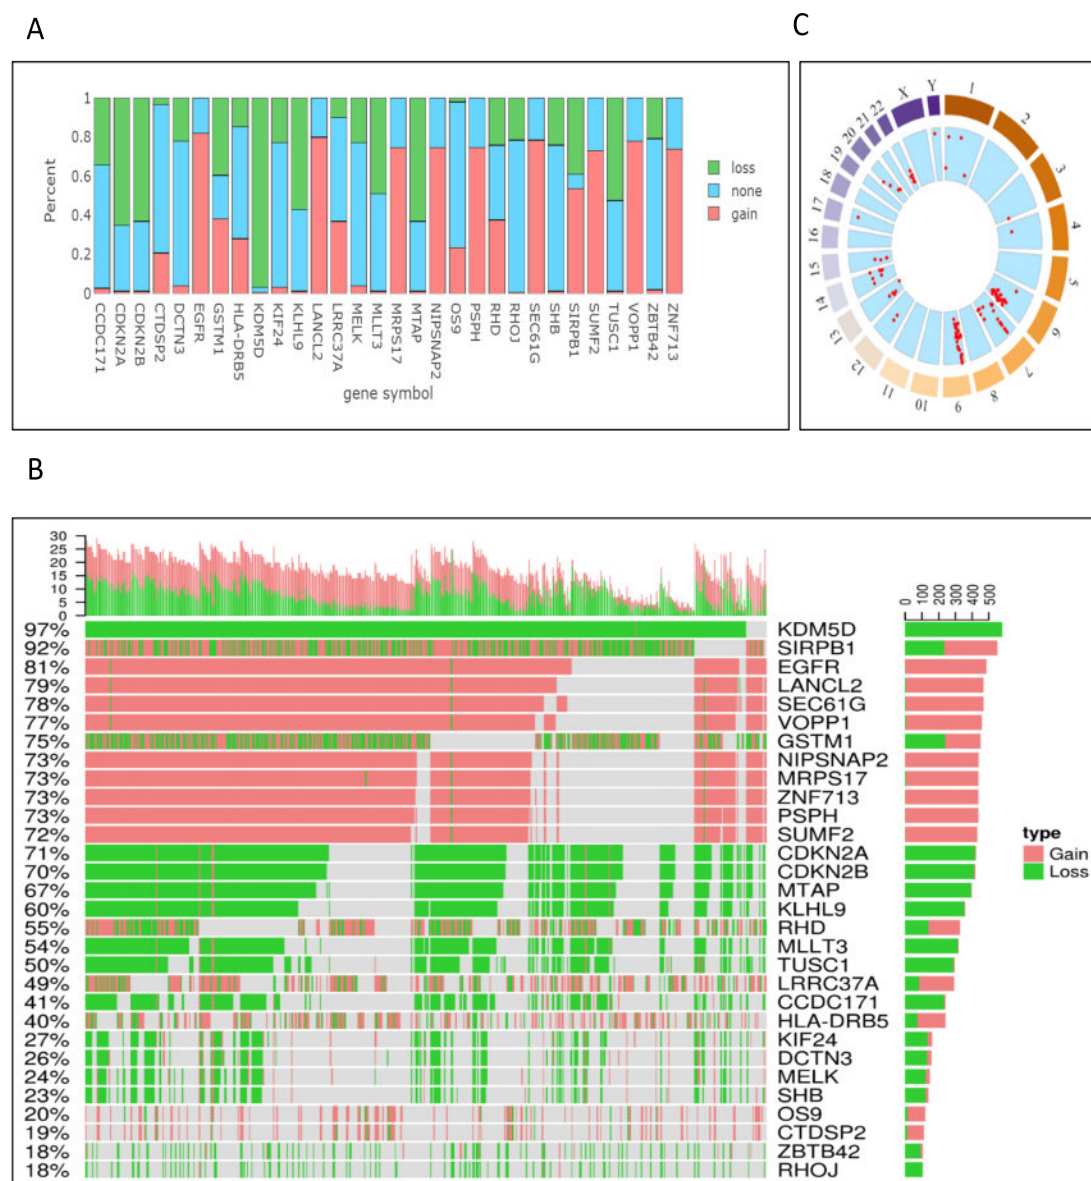 A
1
0.8
0.6
0.4
0.2
0
Percent
CCDC171
CDKN2A
CDKN2B
CTDSP2
DCTN3
EGFR
GSTM1
HLA-DRB5
KDM5D
KIF24
KLHL9
LANCL2
LRRC37A
MELK
MLLT3
MRPS17
MTAP
NIPSNAP2
OS9
PSPH
RHD
RHOJ
SEC61G
SHB
SIRPB1
SUMF2
TUSC1
VOPP1
ZBTB42
ZNF713
gene symbol
loss
none
gain
C
1
2
3
4
5
6
7
8
9
10
11
12
13
14
15
16
17
18
19
20
21
22
X
Y
B
30
25
20
15
10
5
0
0 100 200 300 400 500
97% KDM5D
92% SIRPB1
81% EGFR
79% LANCL2
78% SEC61G
77% VOPP1
75% GSTM1
73% NIPSNAP2
73% MRPS17
73% ZNF713
73% PSPH
72% SUMF2
71% CDKN2A
70% CDKN2B
67% MTAP
60% KLHL9
55% RHD
54% MLLT3
50% TUSC1
49% LRRC37A
41% CCDC171
40% HLA-DRB5
27% KIF24
26% DCTN3
24% MELK
23% SHB
20% OS9
19% CTDSP2
18% ZBTB42
18% RHOJ
type
Gain
Loss